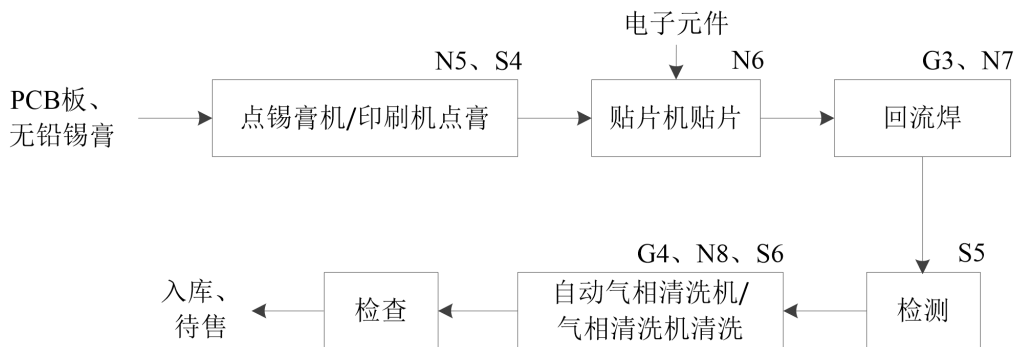 电子元件
N5、S4
N6
G3、N7
PCB板、
无铅锡膏
点锡膏机/印刷机点膏
贴片机贴片
回流焊
G4、N8、S6
S5
入库、
待售
检查
自动气相清洗机/
气相清洗机清洗
检测